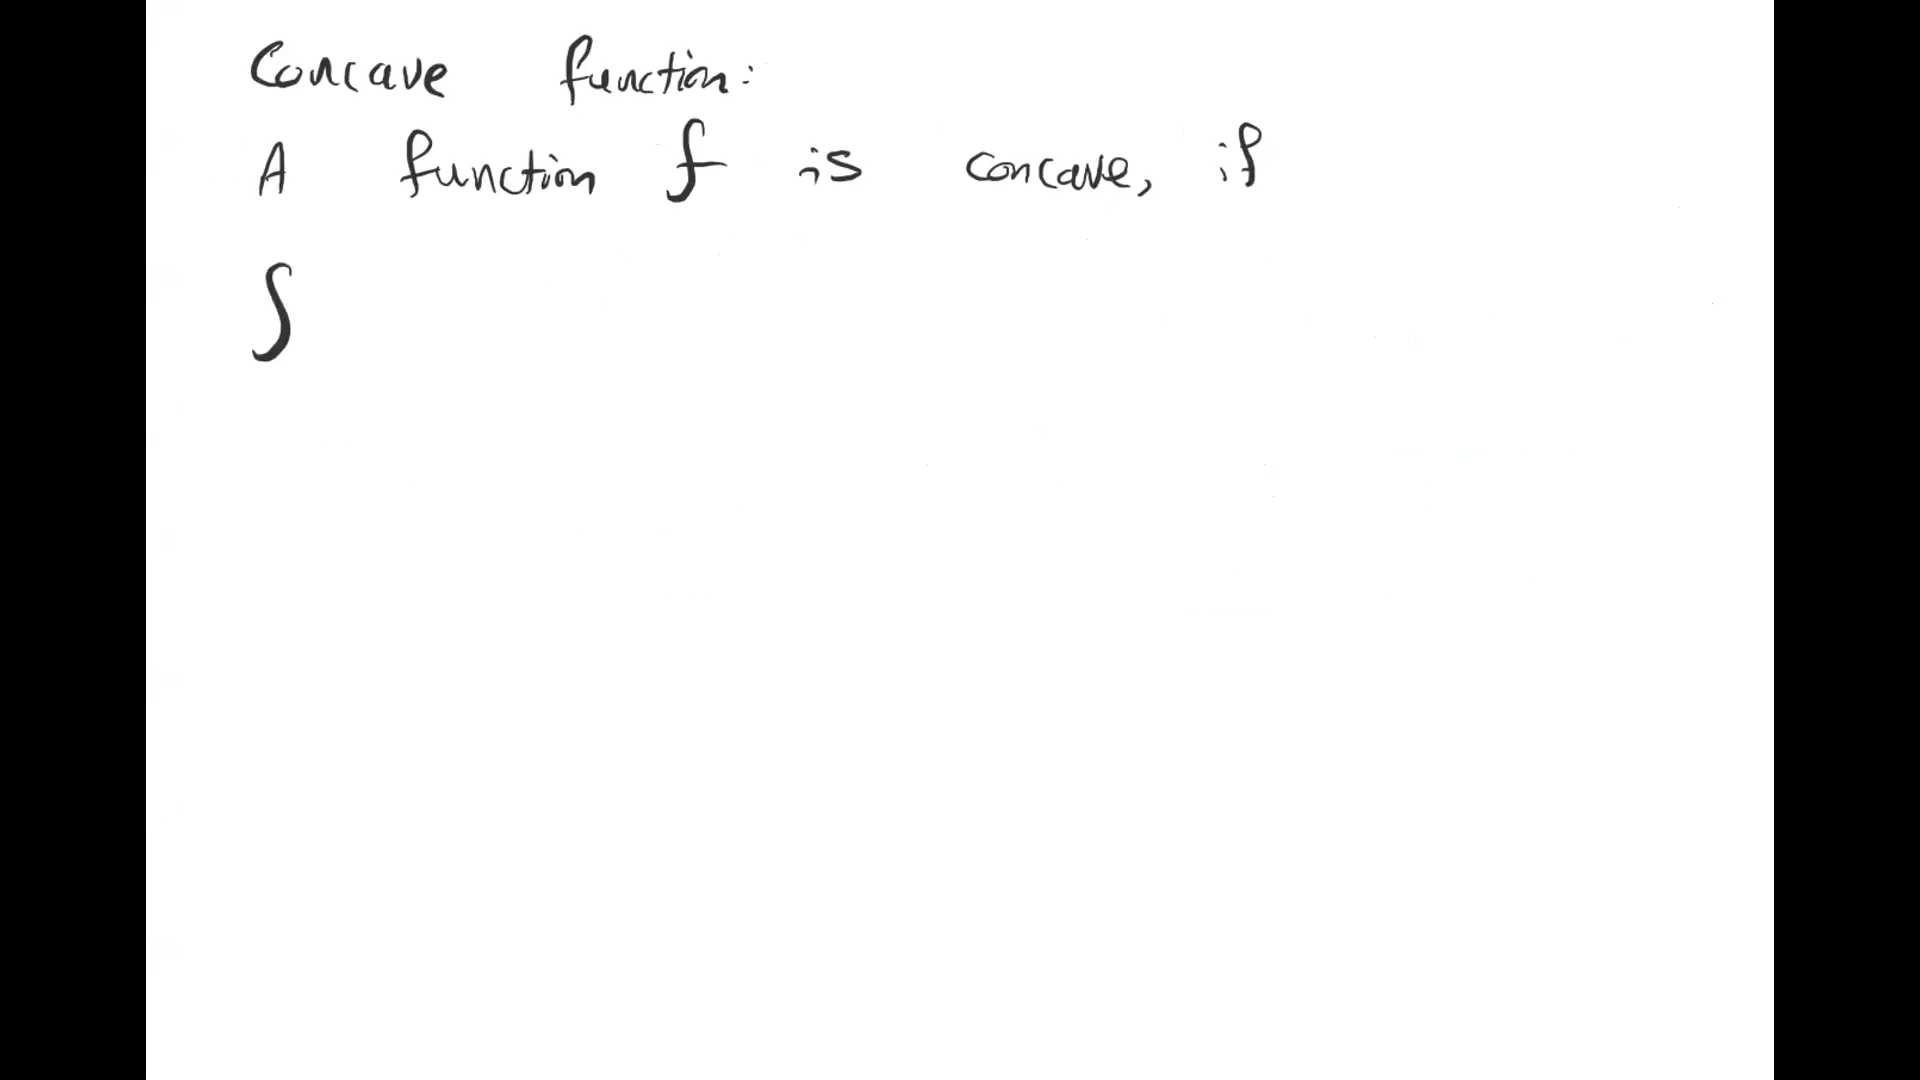 Concave function:
A function f is concave, if
∫